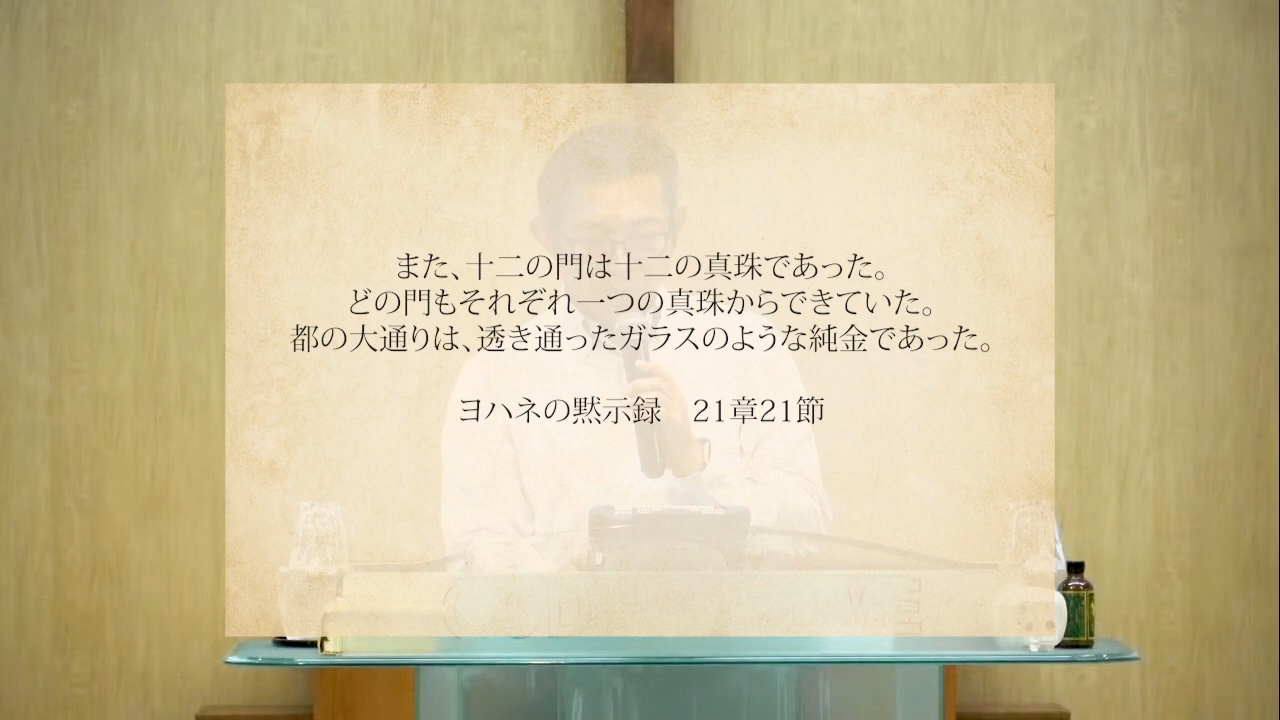 また、十二の門は十二の真珠であった。
どの門もそれぞれ一つの真珠からできていた。
都の大通りは、透き通ったガラスのような純金であった。
ヨハネの黙示録　21章21節